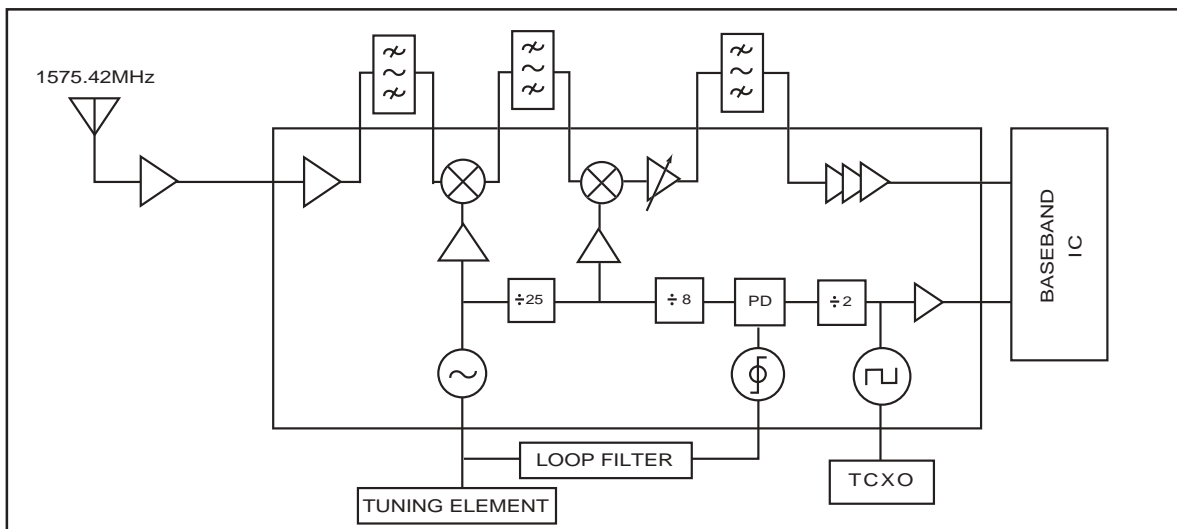 1575.42MHz
÷25
÷8
PD
÷2
BASEBAND
IC
LOOP FILTER
TUNING ELEMENT
TCXO